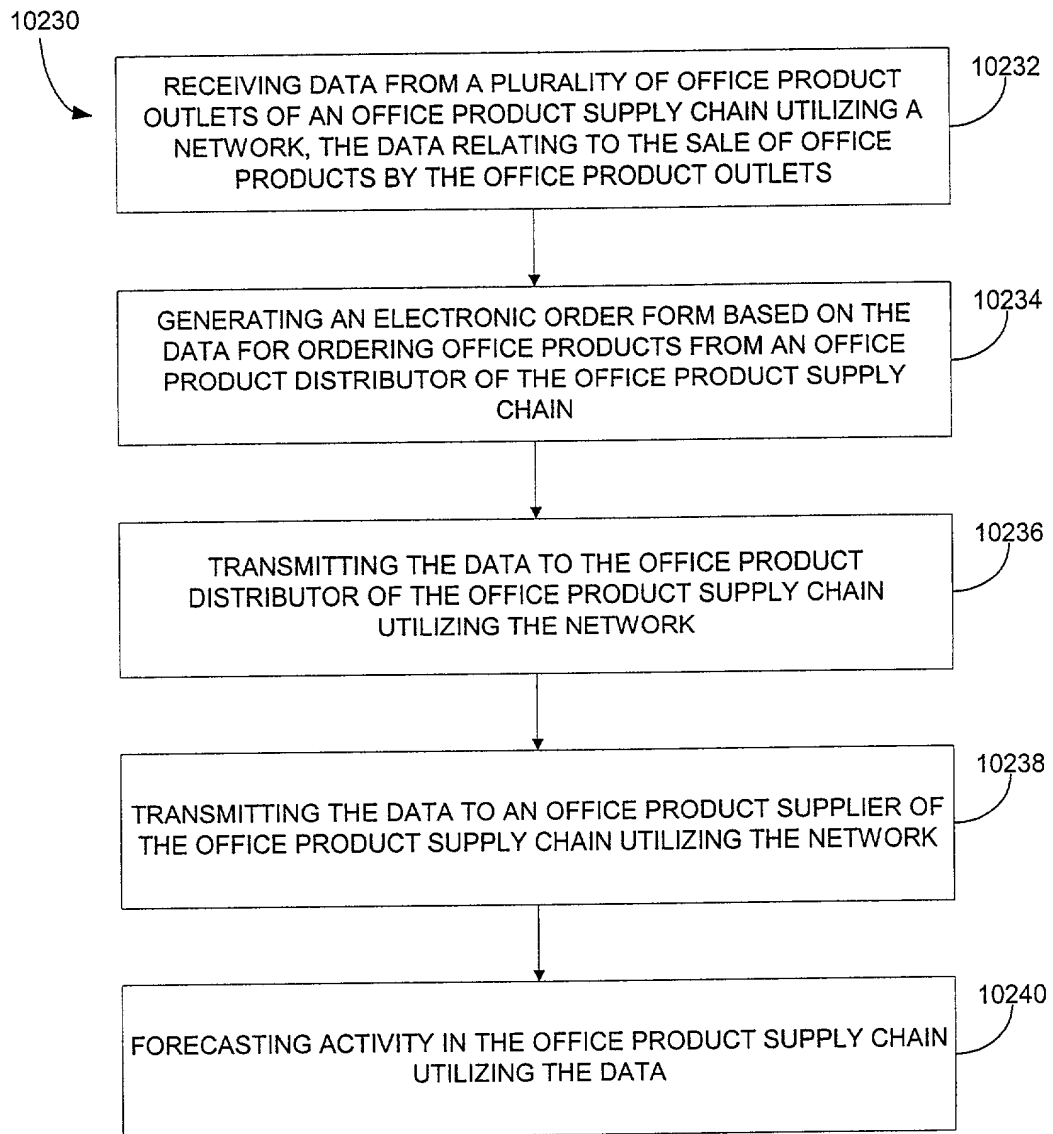 10230
RECEIVING DATA FROM A PLURALITY OF OFFICE PRODUCT
OUTLETS OF AN OFFICE PRODUCT SUPPLY CHAIN UTILIZING A
NETWORK, THE DATA RELATING TO THE SALE OF OFFICE
PRODUCTS BY THE OFFICE PRODUCT OUTLETS
10232
GENERATING AN ELECTRONIC ORDER FORM BASED ON THE
DATA FOR ORDERING OFFICE PRODUCTS FROM AN OFFICE
PRODUCT DISTRIBUTOR OF THE OFFICE PRODUCT SUPPLY
CHAIN
10234
TRANSMITTING THE DATA TO THE OFFICE PRODUCT
DISTRIBUTOR OF THE OFFICE PRODUCT SUPPLY CHAIN
UTILIZING THE NETWORK
10236
TRANSMITTING THE DATA TO AN OFFICE PRODUCT SUPPLIER OF
THE OFFICE PRODUCT SUPPLY CHAIN UTILIZING THE NETWORK
10238
FORECASTING ACTIVITY IN THE OFFICE PRODUCT SUPPLY CHAIN
UTILIZING THE DATA
10240